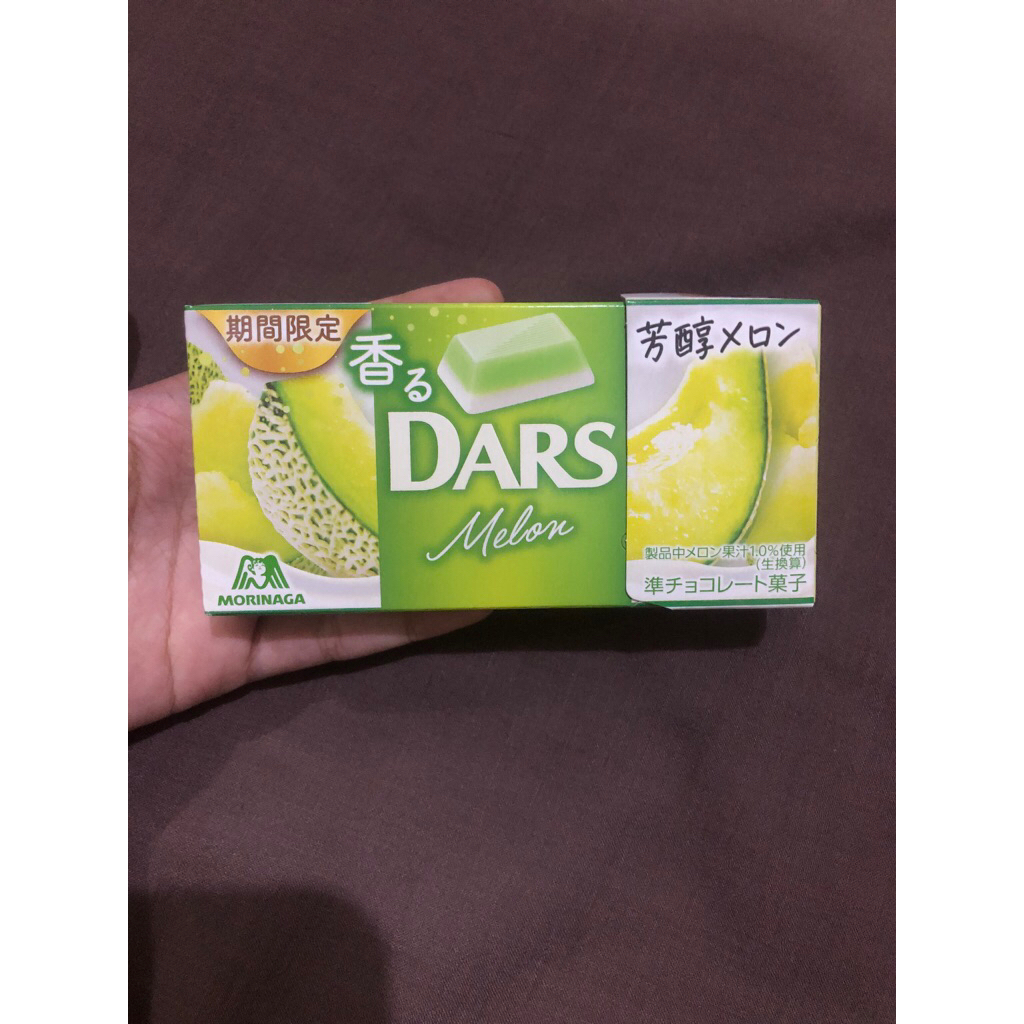 期間限定
香る
DARS
Melon
芳醇メロン
製品中メロン果汁1.0%使用
(生換算)
準チョコレート菓子
MORINAGA